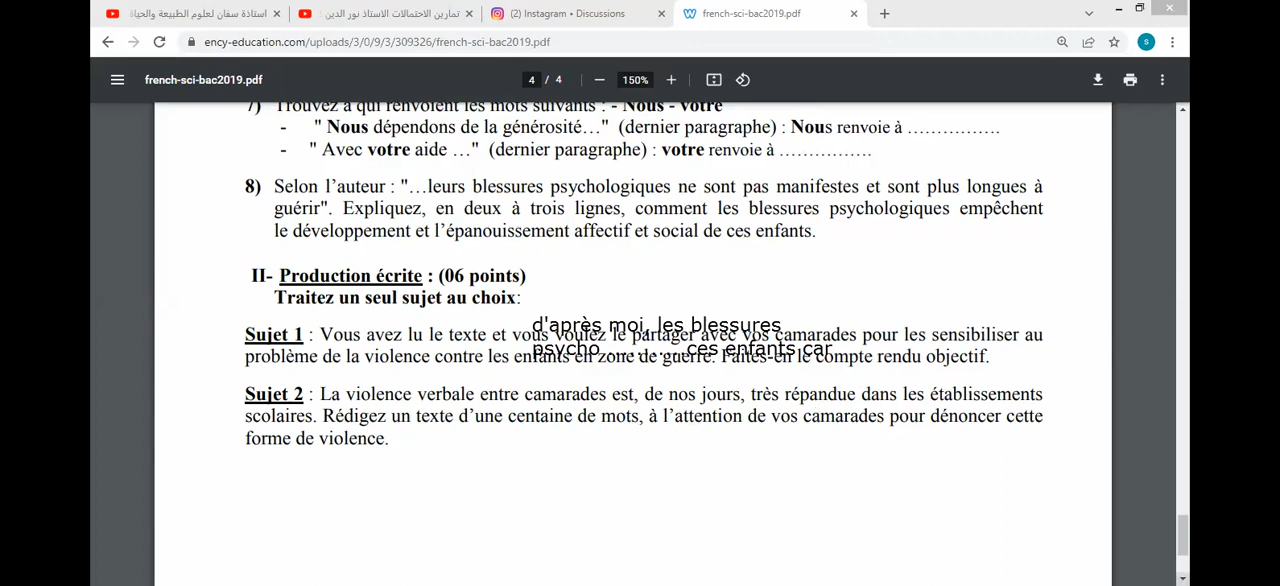 استاذة سفان لعلوم الطبيعة والحياة
تمارين الاحتمالات الاستاذ نور الدين
(2) Instagram • Discussions
french-sci-bac2019.pdf
ency-education.com/uploads/3/0/9/3/309326/french-sci-bac2019.pdf
s
french-sci-bac2019.pdf
4 / 4
150%
7) Trouvez à qui renvoient les mots suivants : - Nous - votre
- " Nous dépendons de la générosité…" (dernier paragraphe) : Nous renvoie à …………….
- " Avec votre aide …" (dernier paragraphe) : votre renvoie à …………….
8) Selon l’auteur : "…leurs blessures psychologiques ne sont pas manifestes et sont plus longues à
guérir". Expliquez, en deux à trois lignes, comment les blessures psychologiques empêchent
le développement et l’épanouissement affectif et social de ces enfants.
II- Production écrite : (06 points)
Traitez un seul sujet au choix:
d'après moi, les blessures
psycho............ces enfants car
Sujet 1 : Vous avez lu le texte et vous voulez le partager avec vos camarades pour les sensibiliser au
problème de la violence contre les enfants en zone de guerre. Faites-en le compte rendu objectif.
Sujet 2 : La violence verbale entre camarades est, de nos jours, très répandue dans les établissements
scolaires. Rédigez un texte d’une centaine de mots, à l’attention de vos camarades pour dénoncer cette
forme de violence.